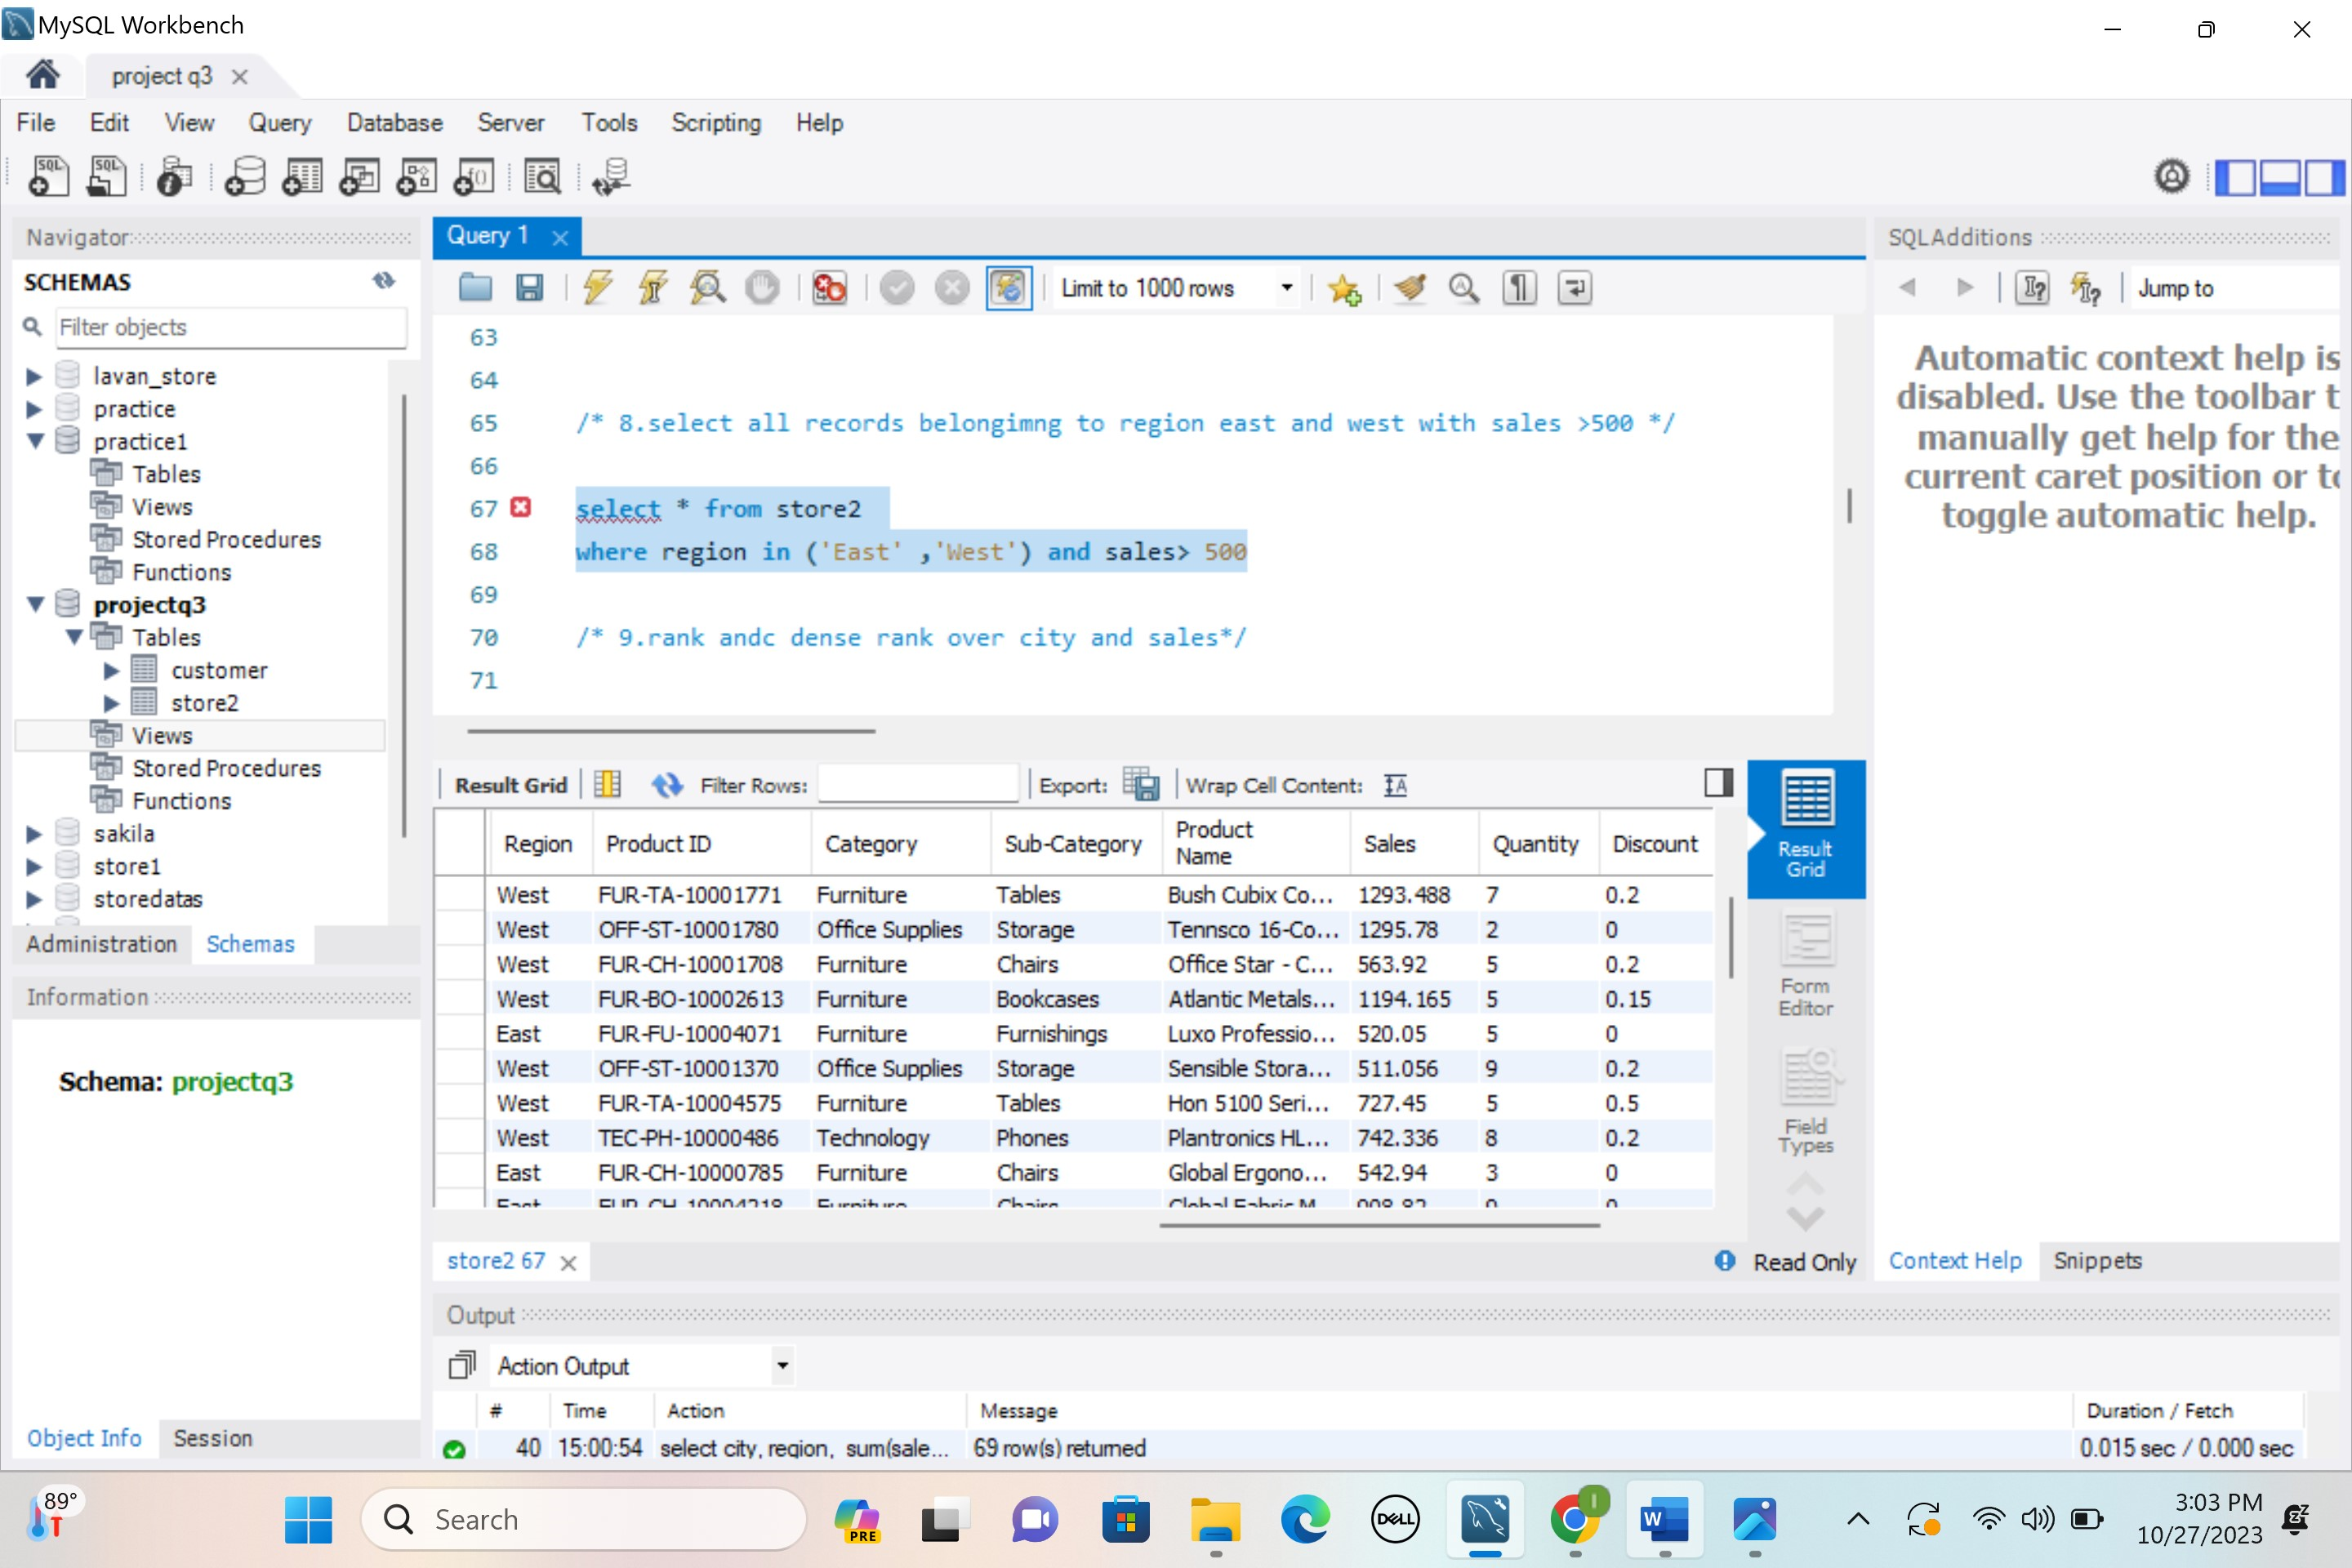 MySQL Workbench
project q3
File Edit View Query Database Server Tools Scripting Help
Navigator
SCHEMAS
Filter objects
lavan_store
practice
practice1
Tables
Views
Stored Procedures
Functions
projectq3
Tables
customer
store2
Views
Stored Procedures
Functions
sakila
store1
storedatas
Administration Schemas
Information
Schema: projectq3
Object Info Session
Query 1
Limit to 1000 rows
63
64
65 /* 8.select all records belongimng to region east and west with sales >500 */
66
67 select * from store2
68 where region in ('East' ,'West') and sales> 500
69
70 /* 9.rank andc dense rank over city and sales*/
71
Result Grid Filter Rows: Export: Wrap Cell Content:
Region Product ID Category Sub-Category Product Name Sales Quantity Discount
West FUR-TA-10001771 Furniture Tables Bush Cubix Co... 1293.488 7 0.2
West OFF-ST-10001780 Office Supplies Storage Tennsco 16-Co... 1295.78 2 0
West FUR-CH-10001708 Furniture Chairs Office Star - C... 563.92 5 0.2
West FUR-BO-10002613 Furniture Bookcases Atlantic Metals... 1194.165 5 0.15
East FUR-FU-10004071 Furniture Furnishings Luxo Professio... 520.05 5 0
West OFF-ST-10001370 Office Supplies Storage Sensible Stora... 511.056 9 0.2
West FUR-TA-10004575 Furniture Tables Hon 5100 Seri... 727.45 5 0.5
West TEC-PH-10000486 Technology Phones Plantronics HL... 742.336 8 0.2
East FUR-CH-10000785 Furniture Chairs Global Ergono... 542.94 3 0
East FUR-CH-10004218 Furniture Chairs Global Fabric M
Result
Grid
Form
Editor
Field
Types
store2 67
Read Only
SQLAdditions
Jump to
Automatic context help is
disabled. Use the toolbar t
manually get help for the
current caret position or to
toggle automatic help.
Context Help Snippets
Output
Action Output
# Time Action Message Duration / Fetch
40 15:00:54 select city, region, sum(sale... 69 row(s) returned 0.015 sec / 0.000 sec
89°
Search
PRE
DELL
3:03 PM
10/27/2023